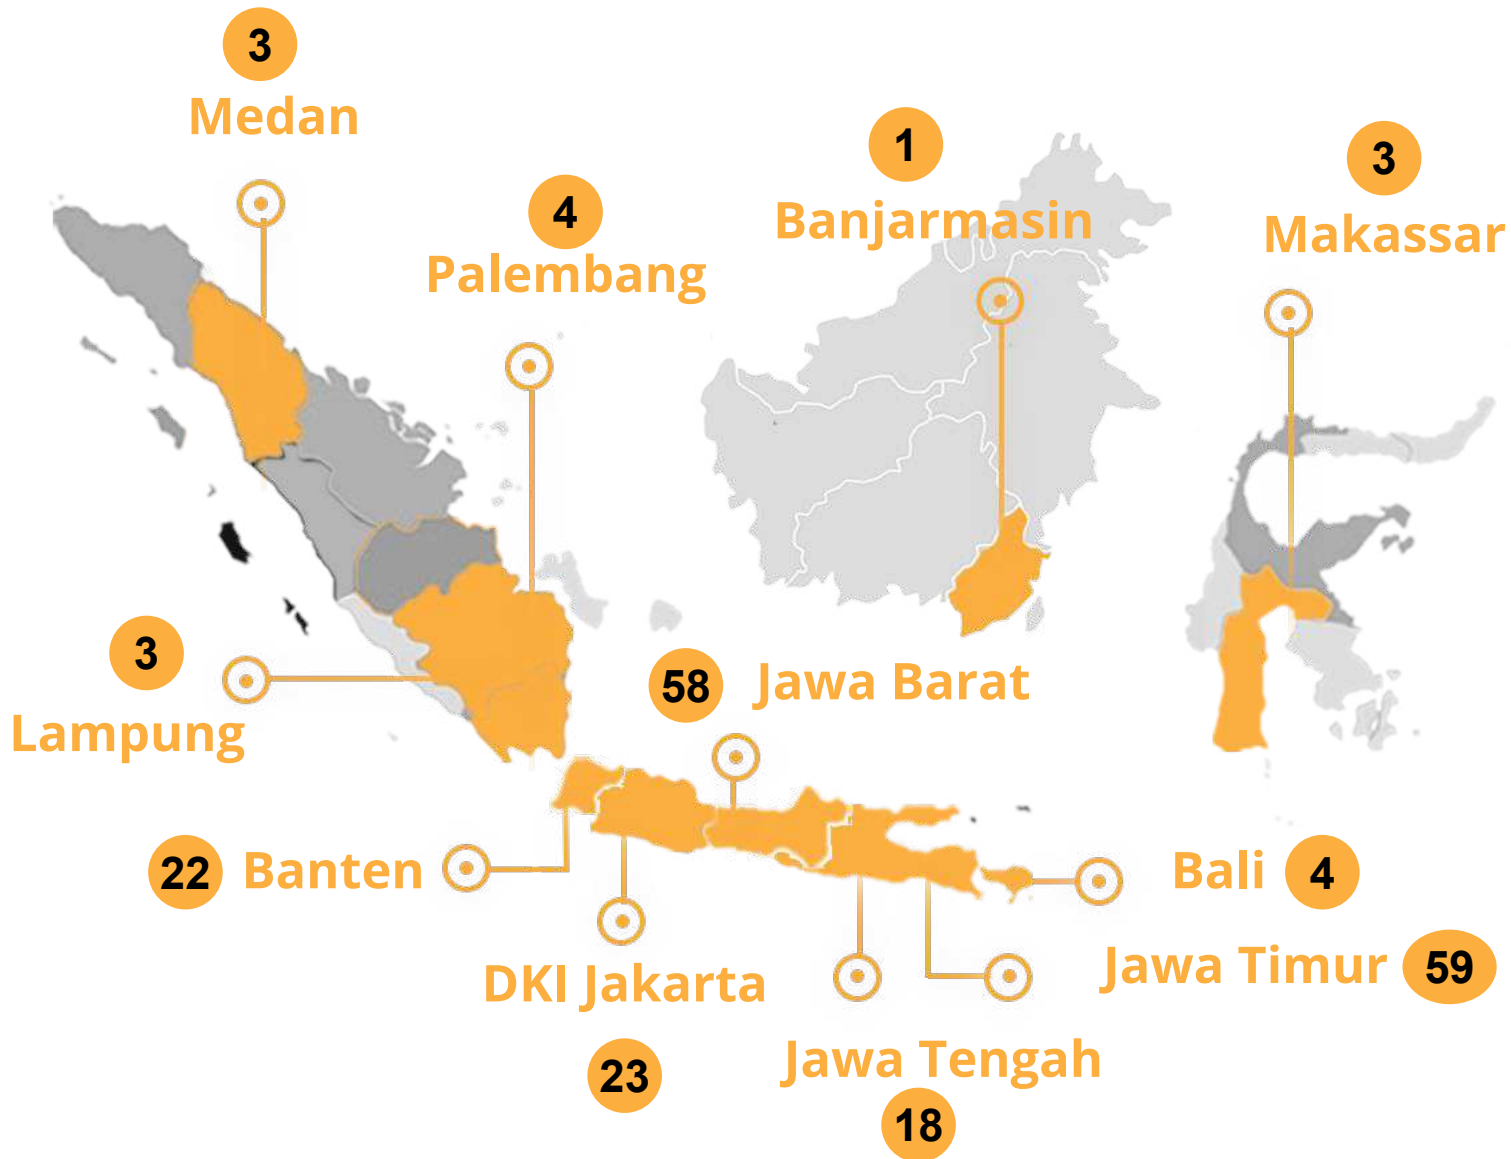 3
Medan
4
Palembang
1
Banjarmasin
3
Makassar
3
Lampung
58 Jawa Barat
22 Banten
Bali 4
DKI Jakarta
23
Jawa Timur 59
Jawa Tengah
18